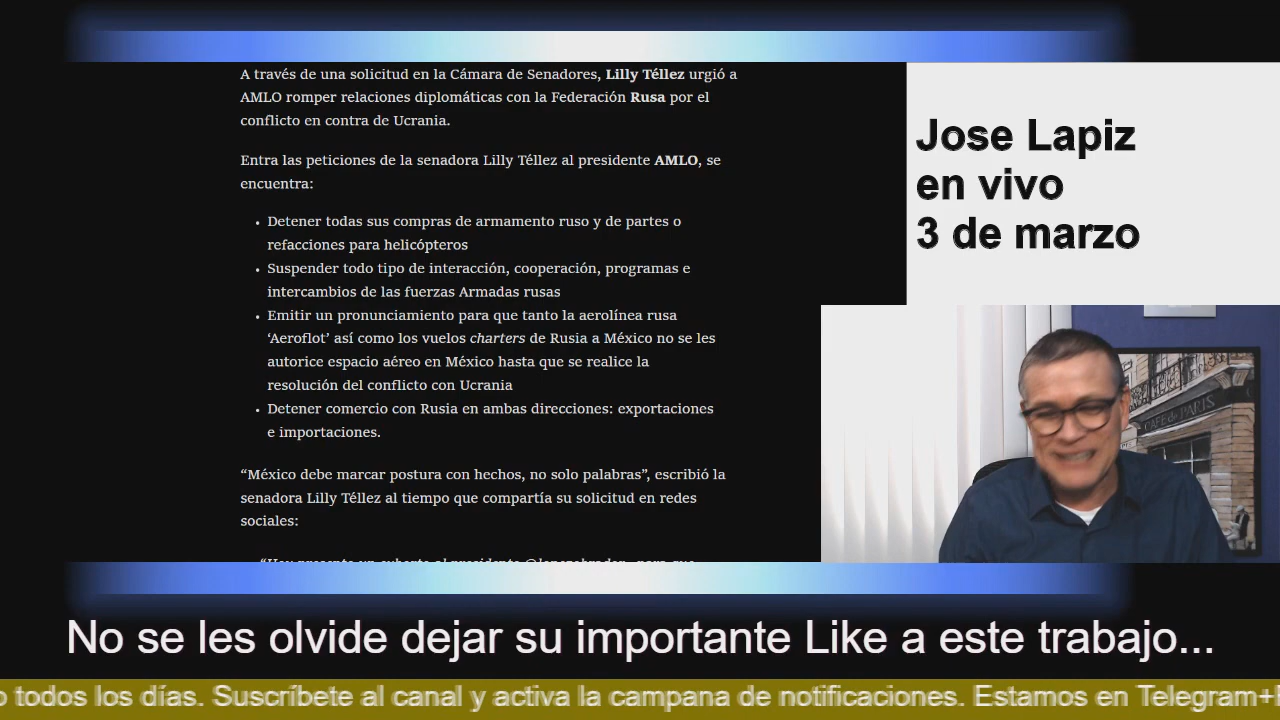 A través de una solicitud en la Cámara de Senadores, Lilly Téllez urgió a
AMLO romper relaciones diplomáticas con la Federación Rusa por el
conflicto en contra de Ucrania.
Entra las peticiones de la senadora Lilly Téllez al presidente AMLO, se
encuentra:
• Detener todas sus compras de armamento ruso y de partes o
refacciones para helicópteros
• Suspender todo tipo de interacción, cooperación, programas e
intercambios de las fuerzas Armadas rusas
• Emitir un pronunciamiento para que tanto la aerolínea rusa
‘Aeroflot’ así como los vuelos charters de Rusia a México no se les
autorice espacio aéreo en México hasta que se realice la
resolución del conflicto con Ucrania
• Detener comercio con Rusia en ambas direcciones: exportaciones
e importaciones.
“México debe marcar postura con hechos, no solo palabras”, escribió la
senadora Lilly Téllez al tiempo que compartía su solicitud en redes
sociales:
Jose Lapiz
en vivo
3 de marzo
CAFE de PARIS
No se les olvide dejar su importante Like a este trabajo...
o todos los días. Suscríbete al canal y activa la campana de notificaciones. Estamos en Telegram+